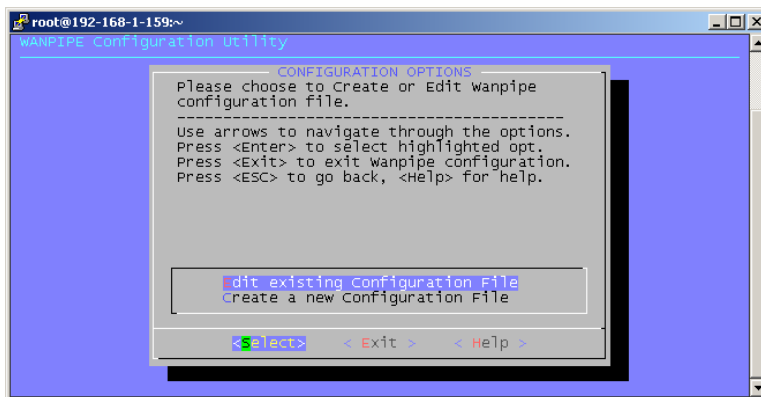 root@192-168-1-159:~
WANPIPE Configuration Utility
CONFIGURATION OPTIONS
Please choose to Create or Edit Wanpipe
configuration file.
------------------------------------------
Use arrows to navigate through the options.
Press <Enter> to select highlighted opt.
Press <Exit> to exit Wanpipe configuration.
Press <ESC> to go back, <Help> for help.
Edit existing Configuration File
Create a new Configuration File
<Select> < Exit > < Help >